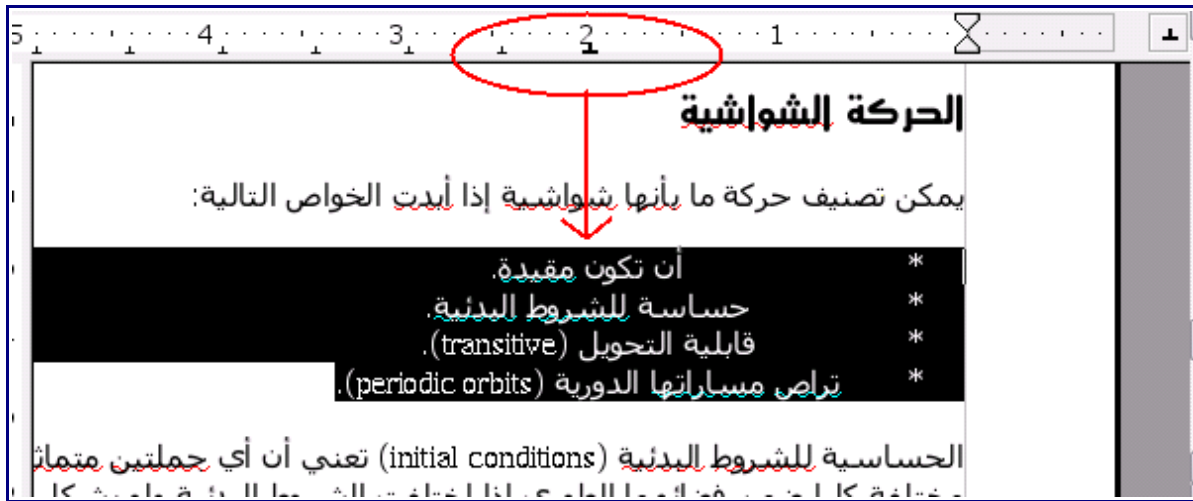 5 4 3 2 1
الحركة الشواشية
يمكن تصنيف حركة ما بأنها شواشية إذا أبدت الخواص التالية:
* أن تكون مقيدة.
* حساسة للشروط البدئية.
* قابلية التحويل (transitive).
* تراص مساراتها الدورية (periodic orbits).
الحساسية للشروط البدئية (initial conditions) تعني أن أي جملتين